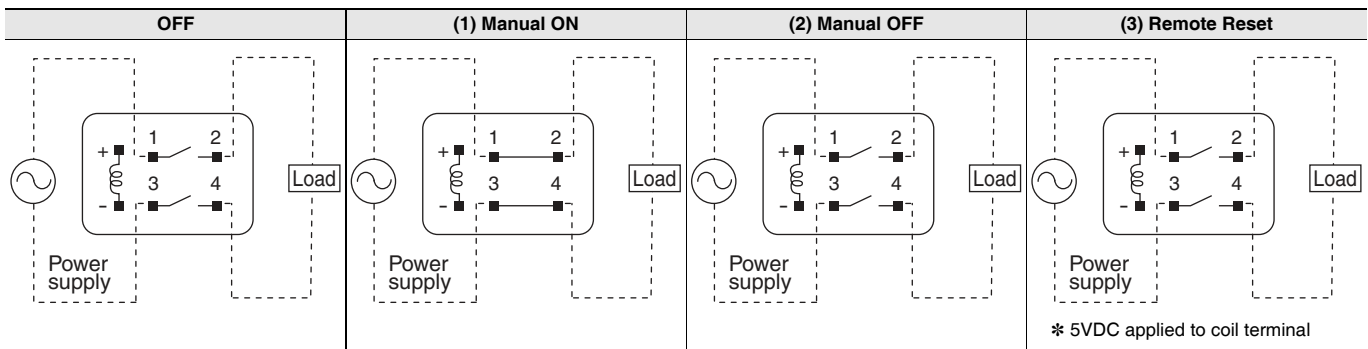 OFF
(1) Manual ON
(2) Manual OFF
(3) Remote Reset
+ 1 2
Load
3 4
-
Power
supply
+ 1 2
Load
3 4
-
Power
supply
+ 1 2
Load
3 4
-
Power
supply
+ 1 2
Load
3 4
-
Power
supply
✻ 5VDC applied to coil terminal